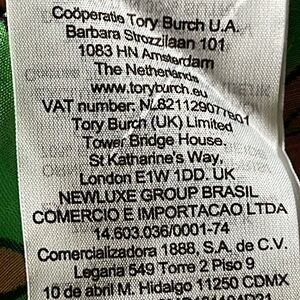 Coöperatie Tory Burch U.A.
Barbara Strozzilaan 101
1083 HN Amsterdam
The Netherlands
www.toryburch.eu
VAT number: NL821129077B01
Tory Burch (UK) Limited
Tower Bridge House.
St Katharine's Way,
London E1W 1DD. UK
NEWLUXE GROUP BRASIL
COMERCIO E IMPORTACAO LTDA
14.603.036/0001-74
Comercializadora 1888, S.A. de C.V.
Legaria 549 Torre 2 Piso 9
10 de abril M. Hidalgo 11250 CDMX